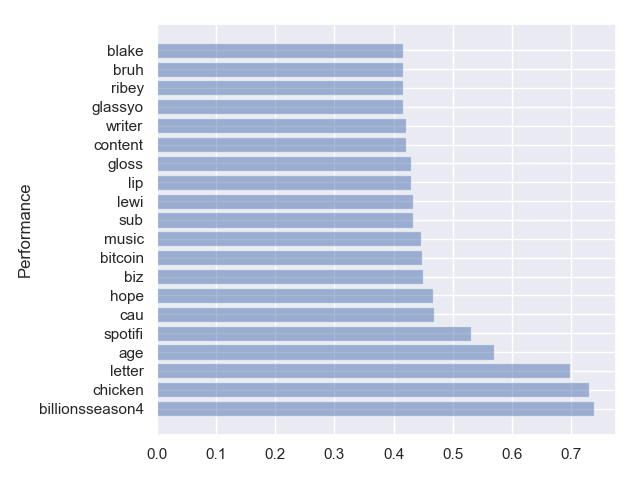 blake
bruh
ribey
glassyo
writer
content
gloss
lip
lewi
sub
music
bitcoin
biz
hope
cau
spotifi
age
letter
chicken
billionsseason4
Performance
0.0 0.1 0.2 0.3 0.4 0.5 0.6 0.7